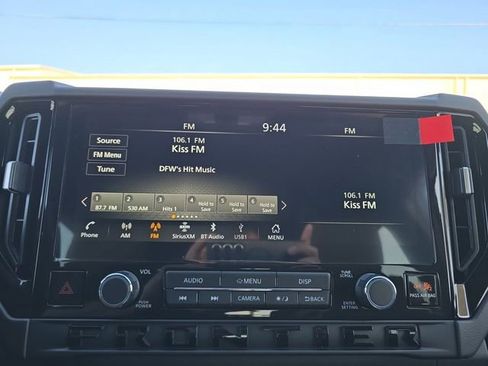 FM 9:44 FM
Source
FM Menu
Tune
106.1 FM
Kiss FM
DFW's Hit Music
106.1 FM
Kiss FM
1 2 3 4 5 6
87.7 FM 530 AM Hits 1 Hold to Save Hold to Save Hold to Save
Phone AM FM SiriusXM BT Audio USB1 MENU
VOL
PUSH POWER
AUDIO MENU DISP
CAMERA BACK
TUNE SCROLL
ENTER SETTING
PASS AIR BAG
FRONTIER